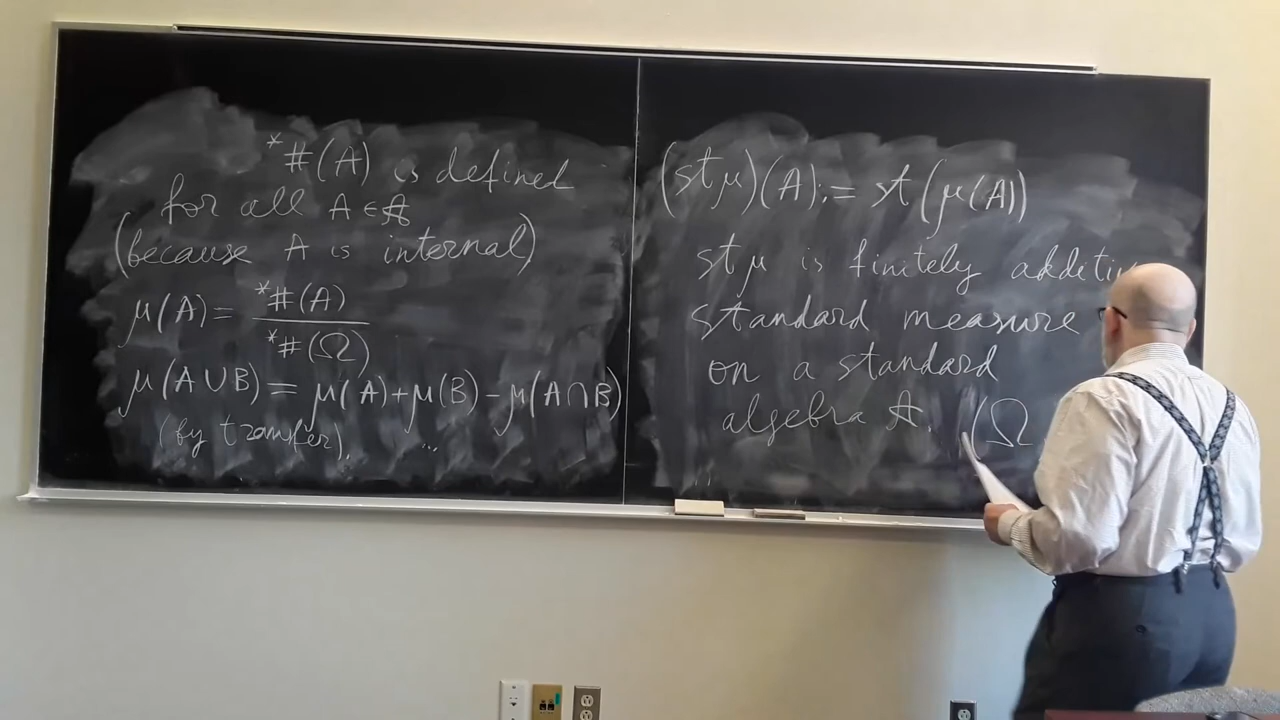 *#(A) is defined
for all A ∈ 𝔸
(because A is internal)
μ(A) = *#(A) / *#(Ω)
μ(A ∪ B) = μ(A) + μ(B) − μ(A ∩ B)
(by transfer). ...
(st μ)(A) := st(μ(A))
st μ is finitely
standard measure
on a standard
algebra 𝔸. (Ω